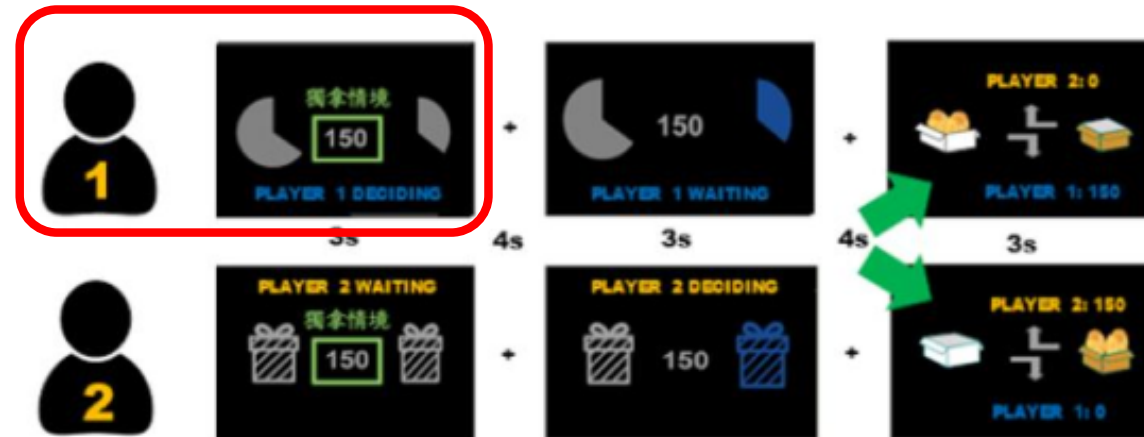 1
獨拿情境
150
PLAYER 1 DECIDING
+
150
PLAYER 1 WAITING
+
PLAYER 2: 0
PLAYER 1: 150
3s
4s
3s
4s
3s
2
PLAYER 2 WAITING
獨拿情境
150
+
PLAYER 2 DECIDING
150
+
PLAYER 2: 150
PLAYER 1: 0